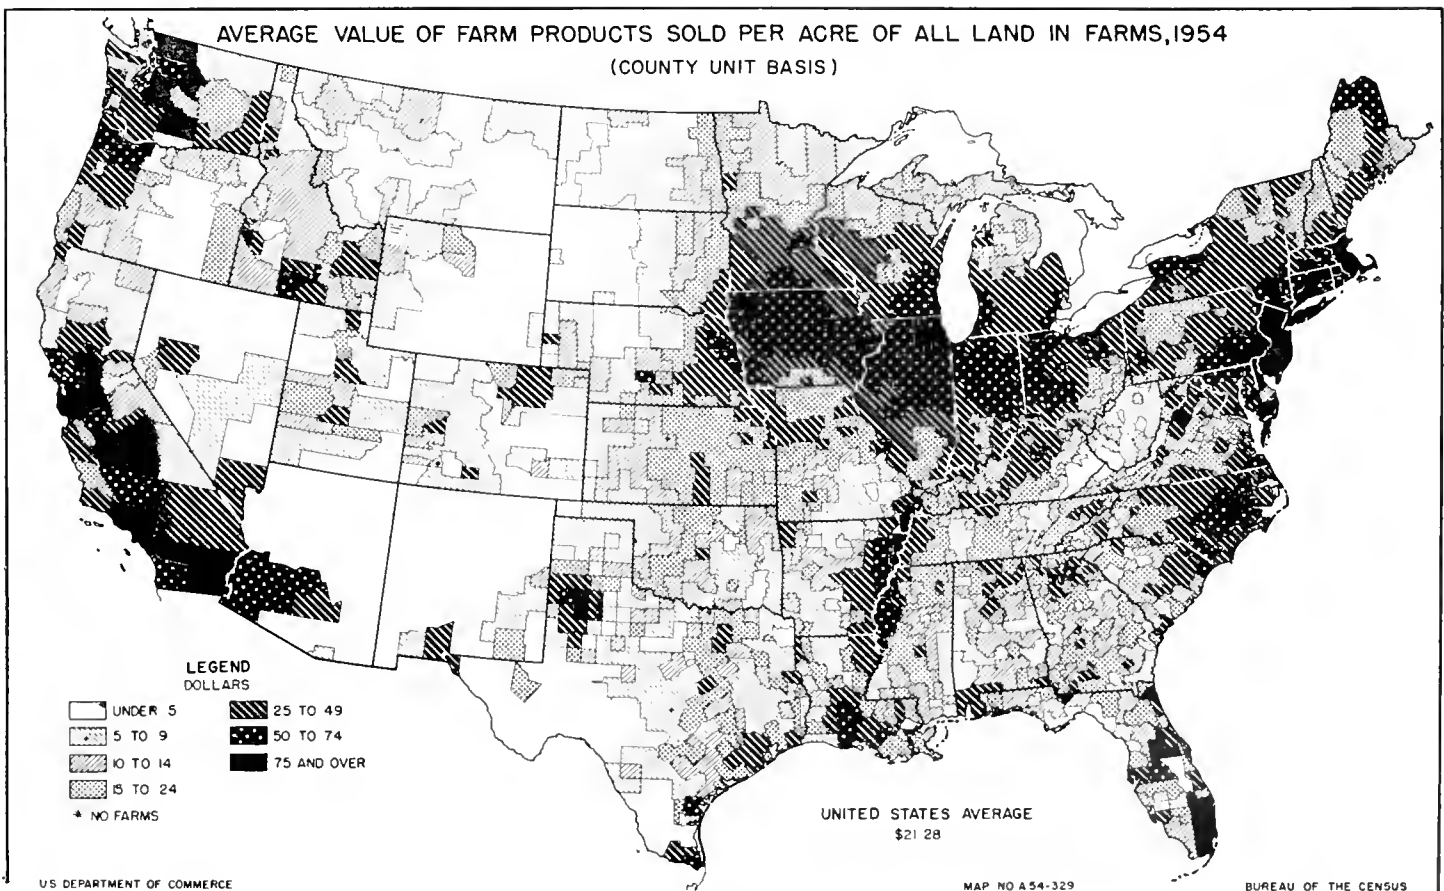 AVERAGE VALUE OF FARM PRODUCTS SOLD PER ACRE OF ALL LAND IN FARMS, 1954
(COUNTY UNIT BASIS)
LEGEND
DOLLARS
UNDER 5
5 TO 9
10 TO 14
15 TO 24
* NO FARMS
25 TO 49
50 TO 74
75 AND OVER
UNITED STATES AVERAGE
$21 28
US DEPARTMENT OF COMMERCE
MAP NO A54-329
BUREAU OF THE CENSUS